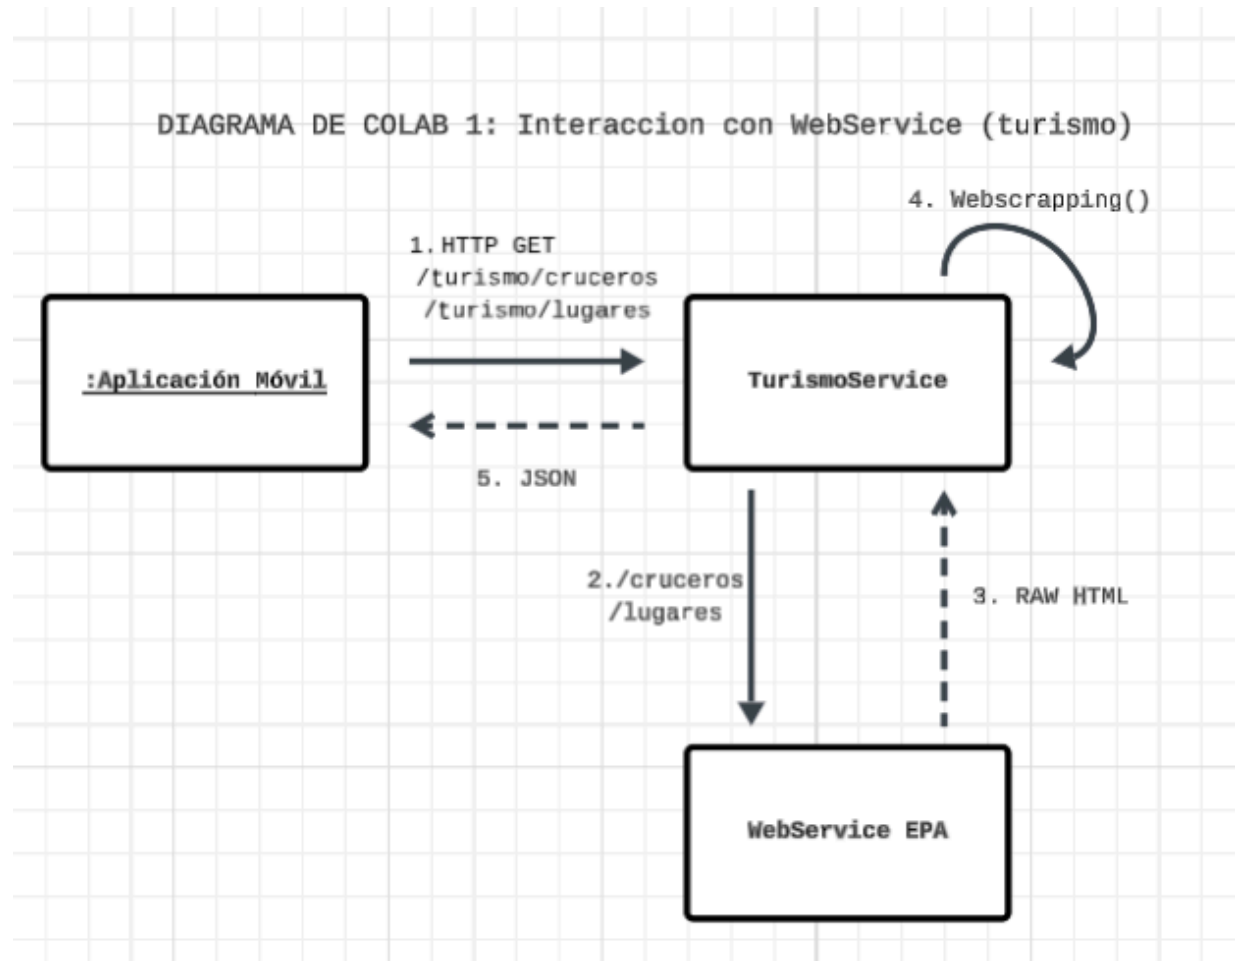 DIAGRAMA DE COLAB 1: Interaccion con WebService (turismo)
4. Webscrapping()
1. HTTP GET
/turismo/cruceros
/turismo/lugares
:Aplicación Móvil
TurismoService
5. JSON
2./cruceros
/lugares
3. RAW HTML
WebService EPA